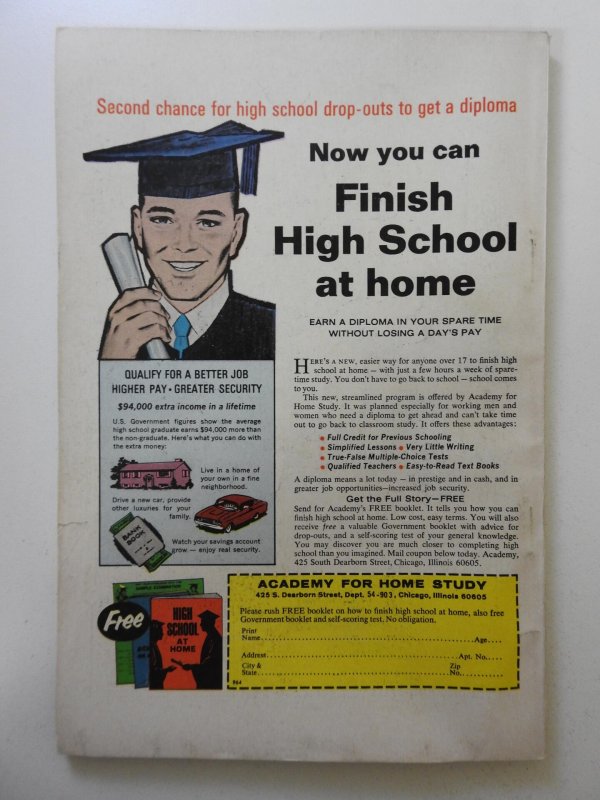 Second chance for high school drop-outs to get a diploma
Now you can
Finish
High School
at home
EARN A DIPLOMA IN YOUR SPARE TIME
WITHOUT LOSING A DAY'S PAY
QUALIFY FOR A BETTER JOB
HIGHER PAY • GREATER SECURITY
$94,000 extra income in a lifetime
U.S. Government figures show the average
high school graduate earns $94,000 more than
the non-graduate. Here's what you can do with
the extra money:
Live in a home of
your own in a fine
neighborhood.
Drive a new car, provide
other luxuries for your
family.
BANK
BOOK
Watch your savings account
grow — enjoy real security.
HERE'S A NEW, easier way for anyone over 17 to finish high
school at home — with just a few hours a week of spare-
time study. You don't have to go back to school — school comes
to you.
This new, streamlined program is offered by Academy for
Home Study. It was planned especially for working men and
women who need a diploma to get ahead and can't take time
out to go back to classroom study. It offers these advantages:
• Full Credit for Previous Schooling
• Simplified Lessons • Very Little Writing
• True-False Multiple-Choice Tests
• Qualified Teachers • Easy-to-Read Text Books
A diploma means a lot today — in prestige and in cash, and in
greater job opportunities—increased job security.
Get the Full Story—FREE
Send for Academy's FREE booklet. It tells you how you can
finish high school at home. Low cost, easy terms. You will also
receive free a valuable Government booklet with advice for
drop-outs, and a self-scoring test of your general knowledge.
You may discover you are much closer to completing high
school than you imagined. Mail coupon below today. Academy,
425 South Dearborn Street, Chicago, Illinois 60605.
Free
HIGH
SCHOOL
AT
HOME
ACADEMY FOR HOME STUDY
425 S. Dearborn Street, Dept. 54-903, Chicago, Illinois 60605
Please rush FREE booklet on how to finish high school at home, also free
Government booklet and self-scoring test. No obligation.
Print
Name Age
Address Apt. No.
City & Zip
State No.